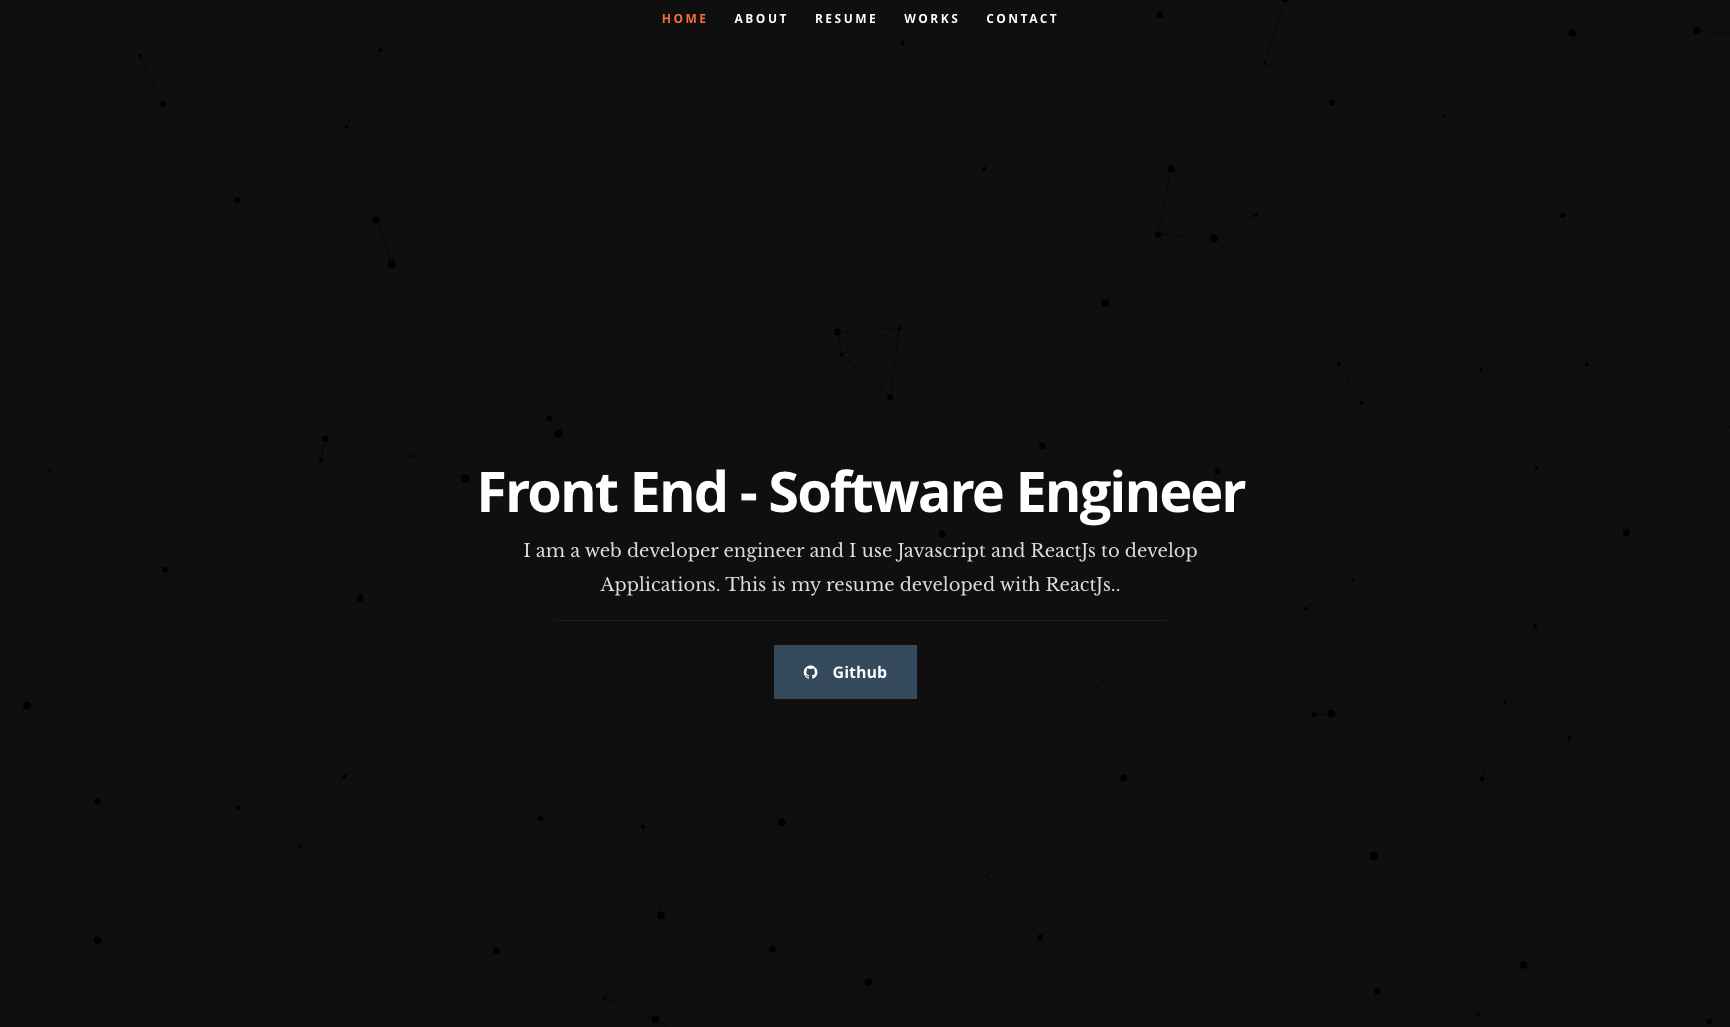 HOME ABOUT RESUME WORKS CONTACT
Front End - Software Engineer
I am a web developer engineer and I use Javascript and ReactJs to develop
Applications. This is my resume developed with ReactJs..
Github